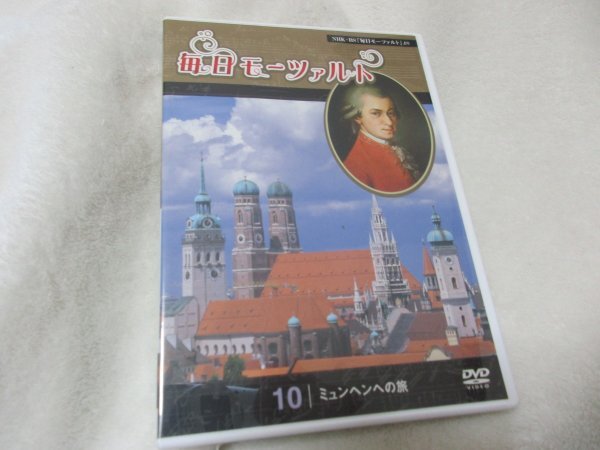 NHK・BS「毎日モーツァルト」より
毎日モーツァルト
10 ミュンヘンへの旅
DVD
VIDEO